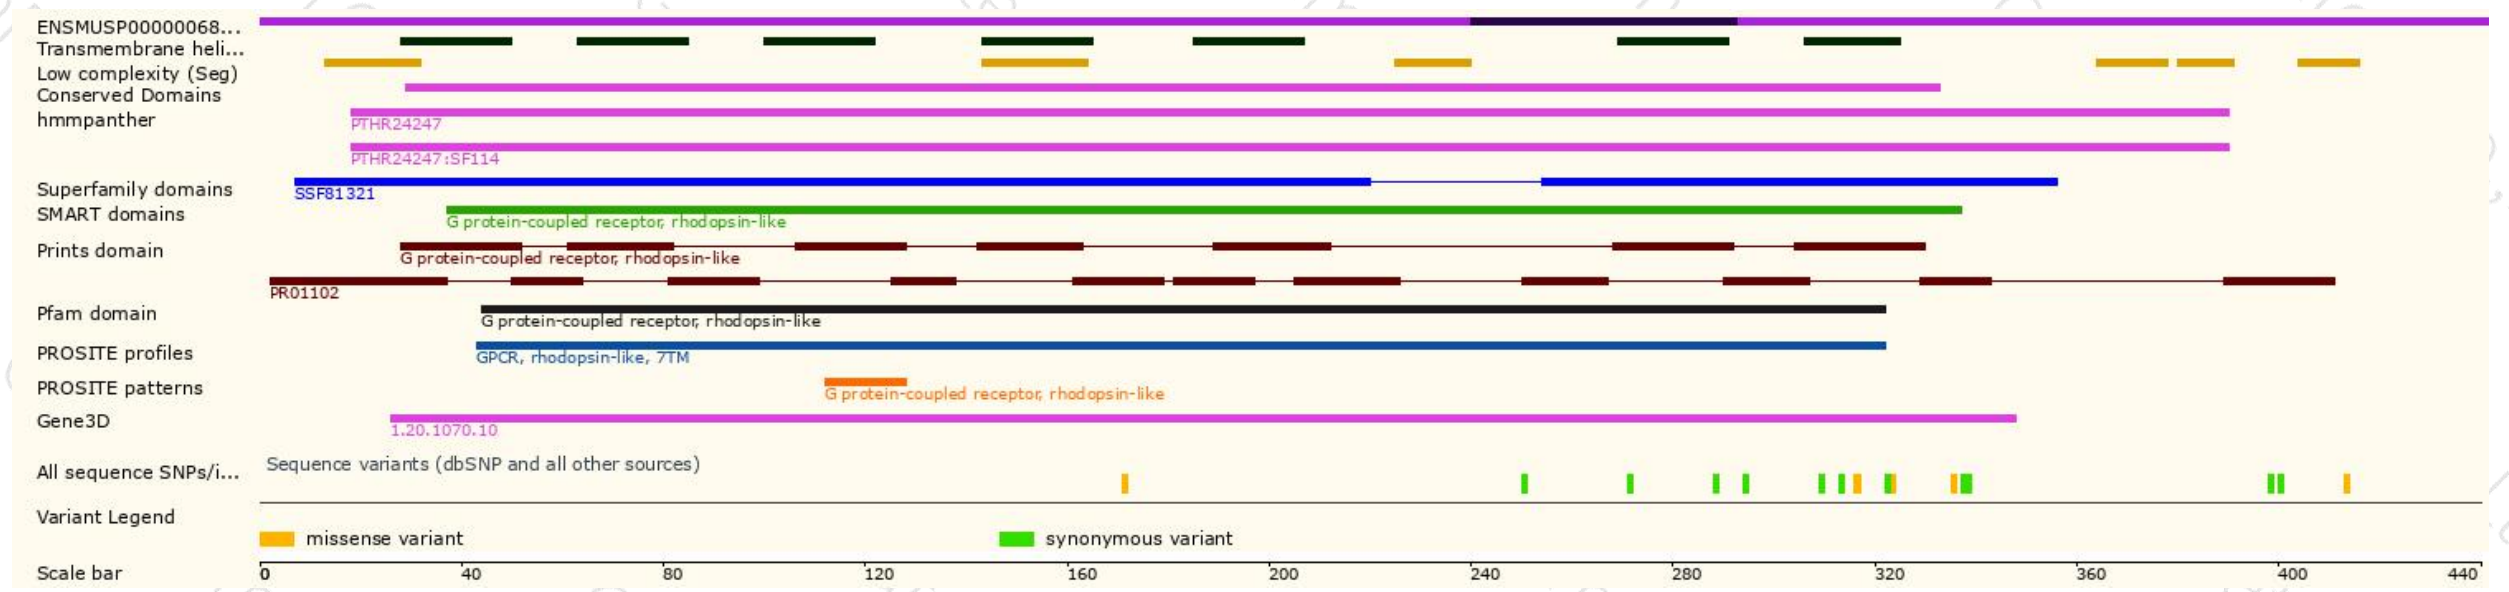 ENSMUSP00000068...
Transmembrane heli...
Low complexity (Seg)
Conserved Domains
hmmpanther
PTHR24247
PTHR24247:SF114
Superfamily domains
SSF81321
SMART domains
G protein-coupled receptor, rhodopsin-like
Prints domain
G protein-coupled receptor, rhodopsin-like
PR01102
Pfam domain
G protein-coupled receptor, rhodopsin-like
PROSITE profiles
GPCR, rhodopsin-like, 7TM
PROSITE patterns
G protein-coupled receptor, rhodopsin-like
Gene3D
1.20.1070.10
All sequence SNPs/i...
Sequence variants (dbSNP and all other sources)
Variant Legend
missense variant synonymous variant
Scale bar 0 40 80 120 160 200 240 280 320 360 400 440